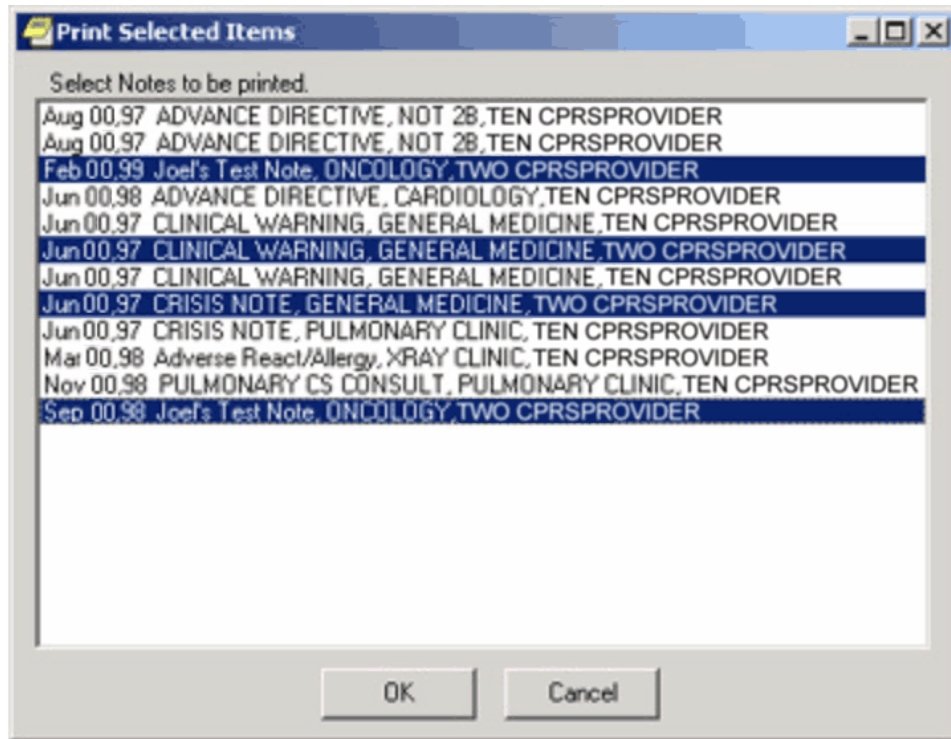 Print Selected Items
Select Notes to be printed.
Aug 00,97 ADVANCE DIRECTIVE, NOT 2B,TEN CPRSPROVIDER
Aug 00,97 ADVANCE DIRECTIVE, NOT 2B,TEN CPRSPROVIDER
Feb 00,99 Joel's Test Note, ONCOLOGY,TWO CPRSPROVIDER
Jun 00,98 ADVANCE DIRECTIVE, CARDIOLOGY,TEN CPRSPROVIDER
Jun 00,97 CLINICAL WARNING, GENERAL MEDICINE,TEN CPRSPROVIDER
Jun 00,97 CLINICAL WARNING, GENERAL MEDICINE,TWO CPRSPROVIDER
Jun 00,97 CLINICAL WARNING, GENERAL MEDICINE, TEN CPRSPROVIDER
Jun 00,97 CRISIS NOTE, GENERAL MEDICINE, TWO CPRSPROVIDER
Jun 00,97 CRISIS NOTE, PULMONARY CLINIC, TEN CPRSPROVIDER
Mar 00,98 Adverse React/Allergy, XRAY CLINIC, TEN CPRSPROVIDER
Nov 00,98 PULMONARY CS CONSULT, PULMONARY CLINIC, TEN CPRSPROVIDER
Sep 00,98 Joel's Test Note, ONCOLOGY,TWO CPRSPROVIDER
OK
Cancel